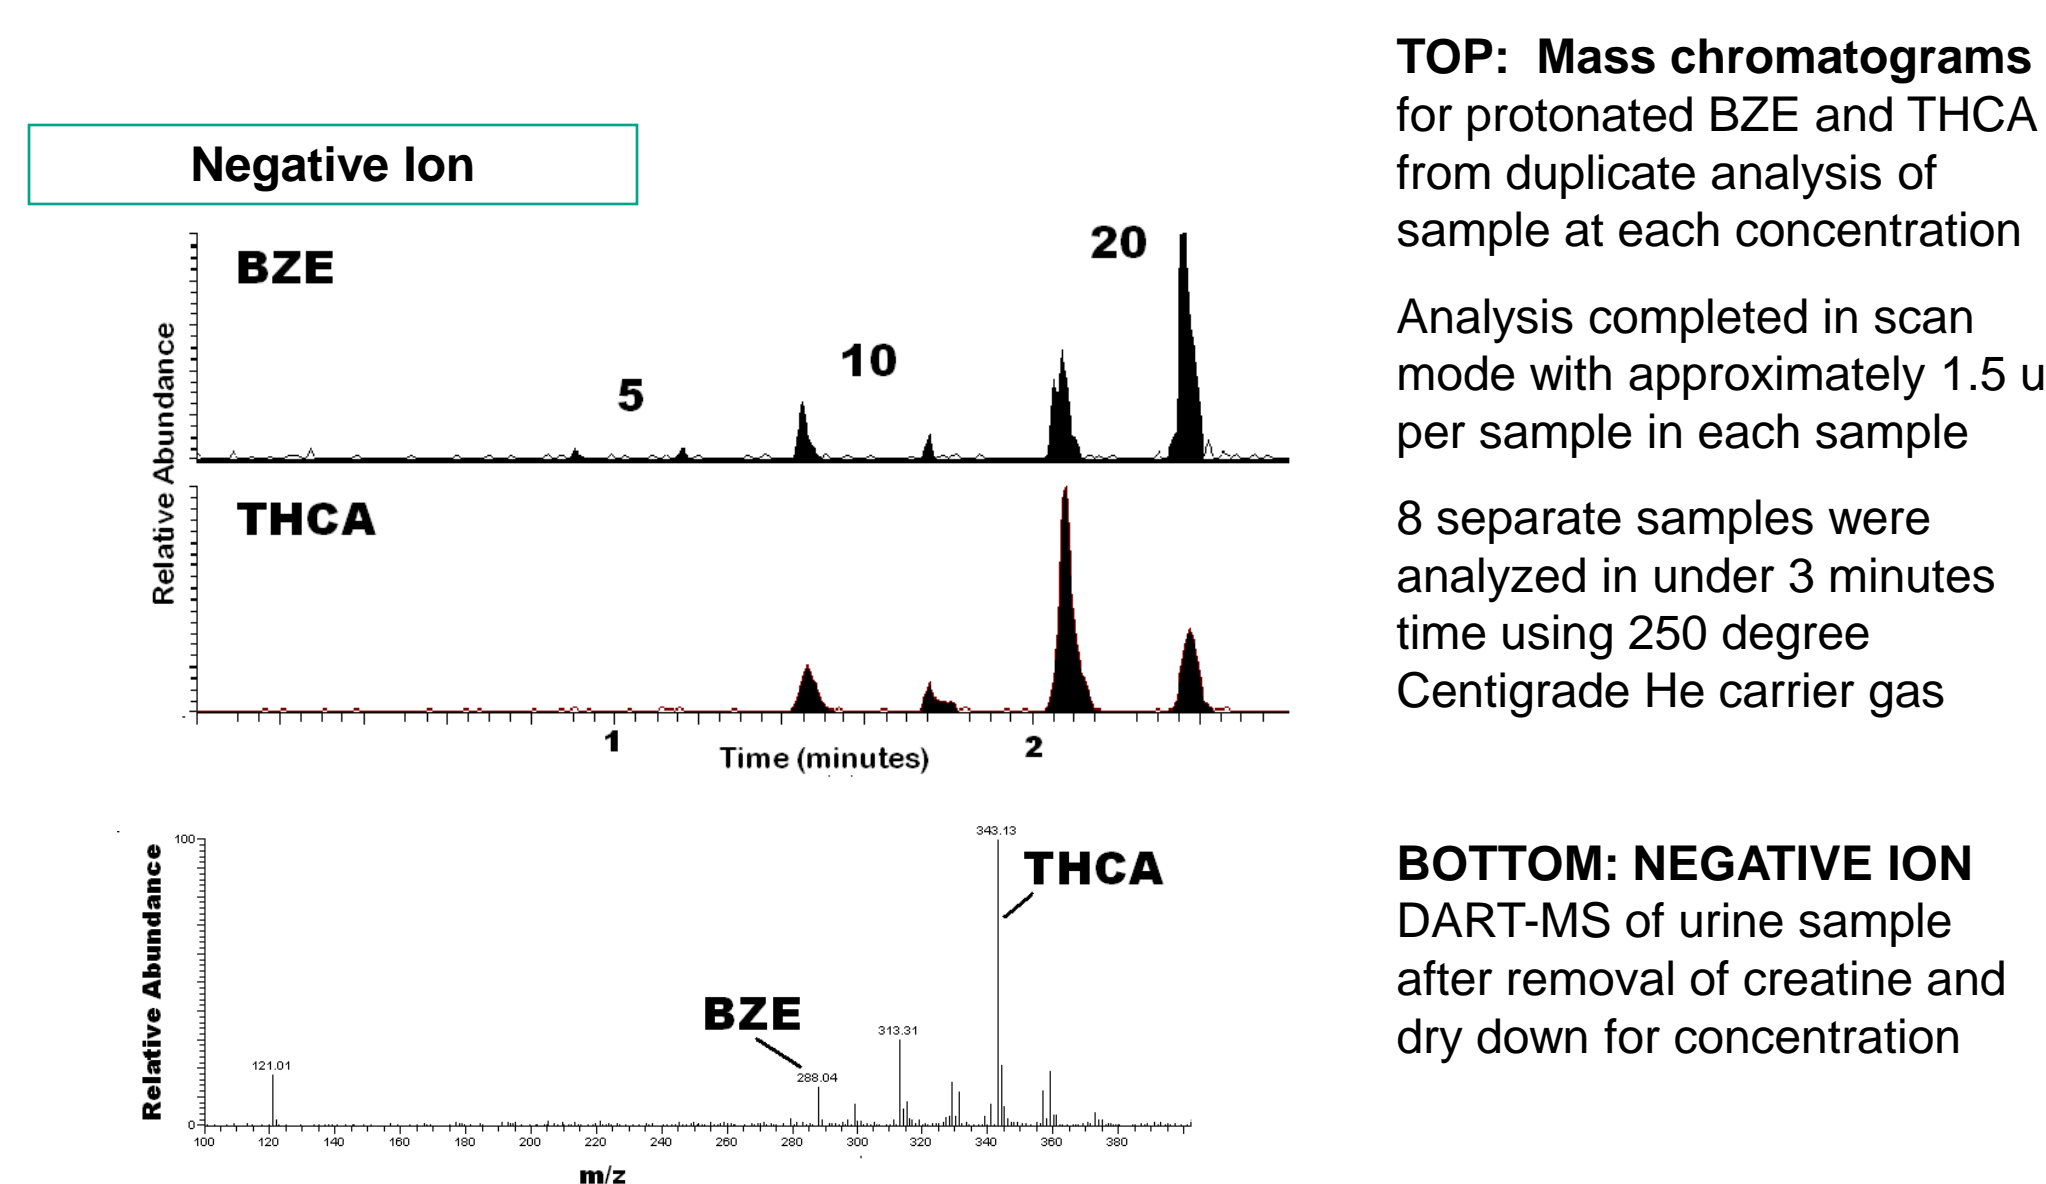 Negative Ion
BZE
5
10
20
Relative Abundance
THCA
1
2
Time (minutes)
TOP:  Mass chromatograms
for protonated BZE and THCA
from duplicate analysis of
sample at each concentration
Analysis completed in scan
mode with approximately 1.5 u
per sample in each sample
8 separate samples were
analyzed in under 3 minutes
time using 250 degree
Centigrade He carrier gas
100
0
Relative Abundance
343.13
THCA
BZE
313.31
288.04
121.01
100 120 140 160 180 200 220 240 260 280 300 320 340 360 380
m/z
BOTTOM: NEGATIVE ION
DART-MS of urine sample
after removal of creatine and
dry down for concentration